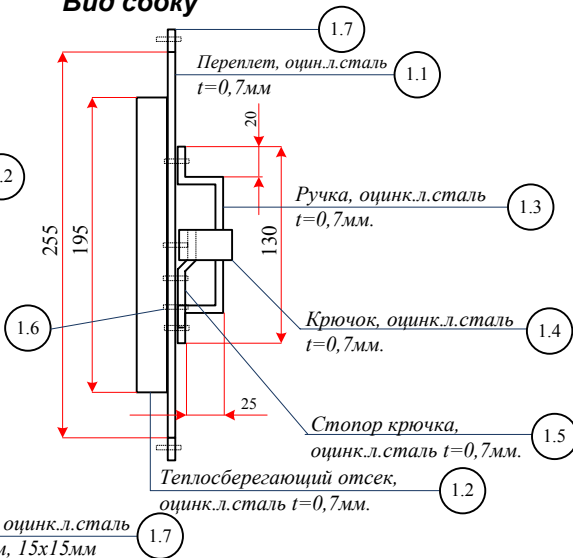 Вид сбоку
1.7
Переплет, оцин.л.сталь
t=0,7мм
1.1
20
.2
Ручка, оцинк.л.сталь
t=0,7мм.
1.3
255
195
130
1.6
Крючок, оцинк.л.сталь
t=0,7мм.
1.4
25
Стопор крючка,
оцинк.л.сталь t=0,7мм.
1.5
Теплосберегающий отсек,
оцинк.л.сталь t=0,7мм.
1.2
оцинк.л.сталь
м, 15х15мм
1.7